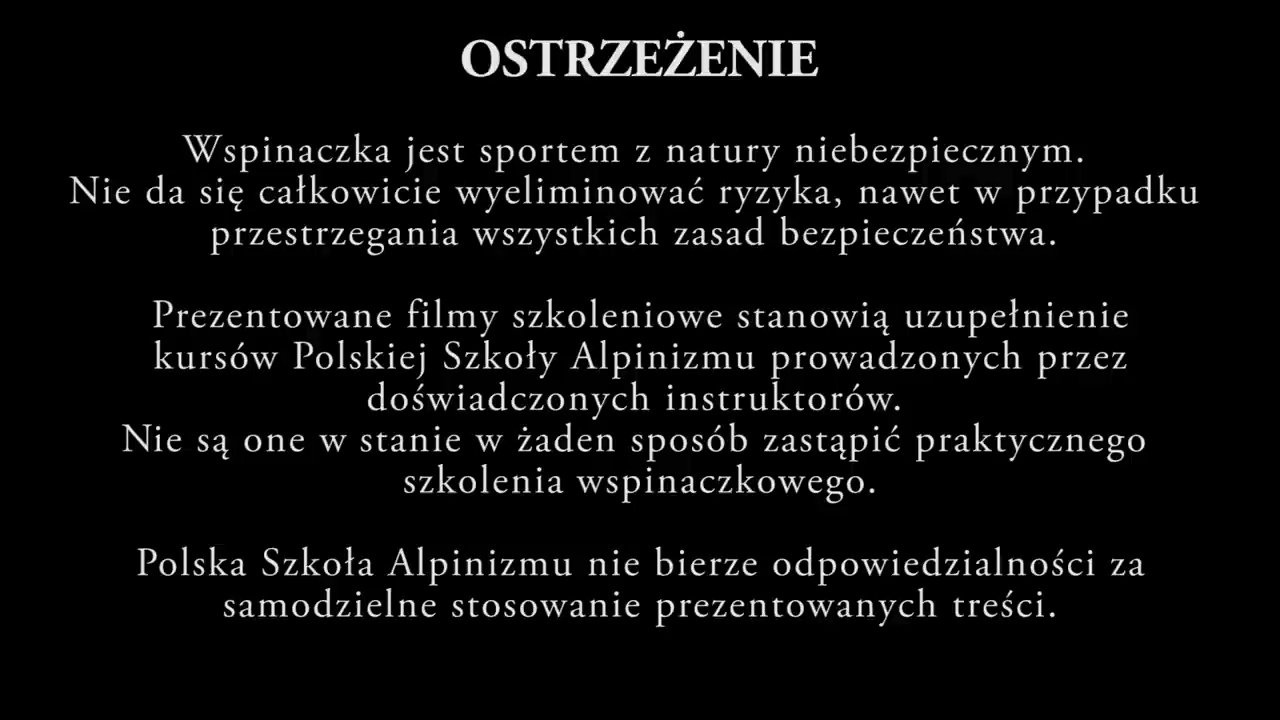 OSTRZEŻENIE
Wspinaczka jest sportem z natury niebezpiecznym.
Nie da się całkowicie wyeliminować ryzyka, nawet w przypadku
przestrzegania wszystkich zasad bezpieczeństwa.
Prezentowane filmy szkoleniowe stanowią uzupełnienie
kursów Polskiej Szkoły Alpinizmu prowadzonych przez
doświadczonych instruktorów.
Nie są one w stanie w żaden sposób zastąpić praktycznego
szkolenia wspinaczkowego.
Polska Szkoła Alpinizmu nie bierze odpowiedzialności za
samodzielne stosowanie prezentowanych treści.